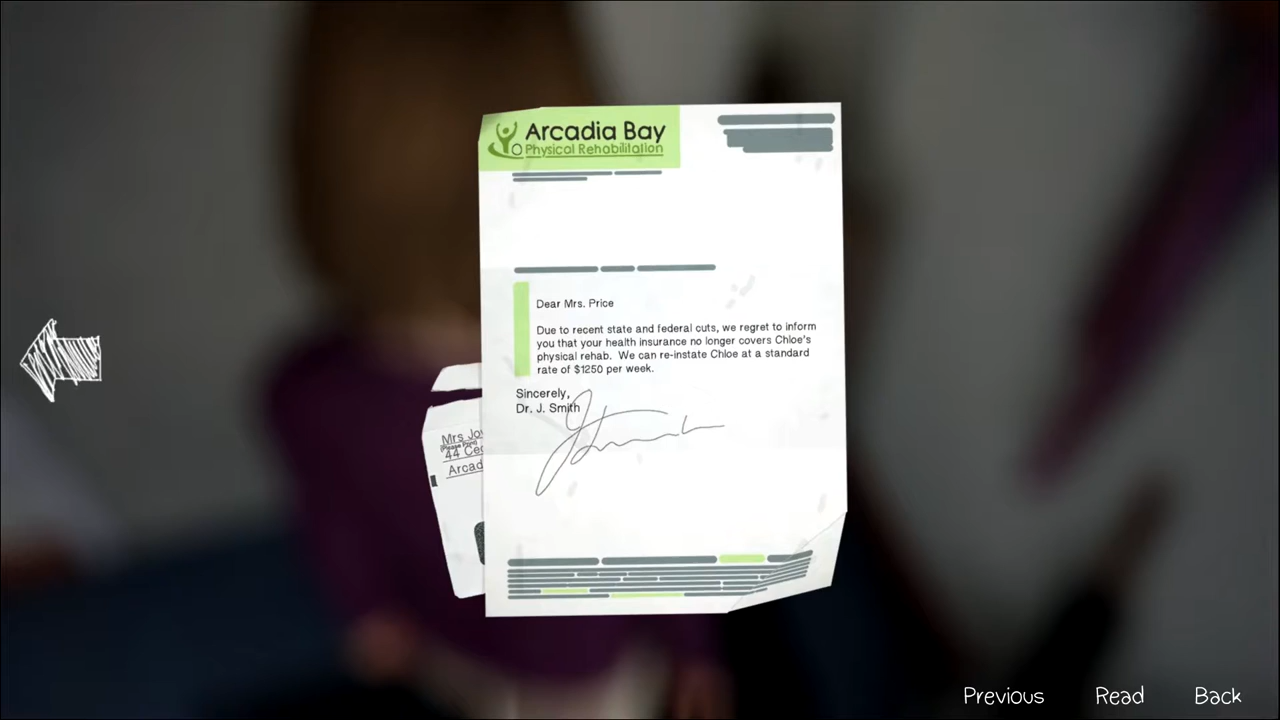 Arcadia Bay
Physical Rehabilitation
Dear Mrs. Price
Due to recent state and federal cuts, we regret to inform
you that your health insurance no longer covers Chloe's
physical rehab. We can re-instate Chloe at a standard
rate of $1250 per week.
Sincerely,
Dr. J. Smith
Mrs
44
Previous
Read
Back